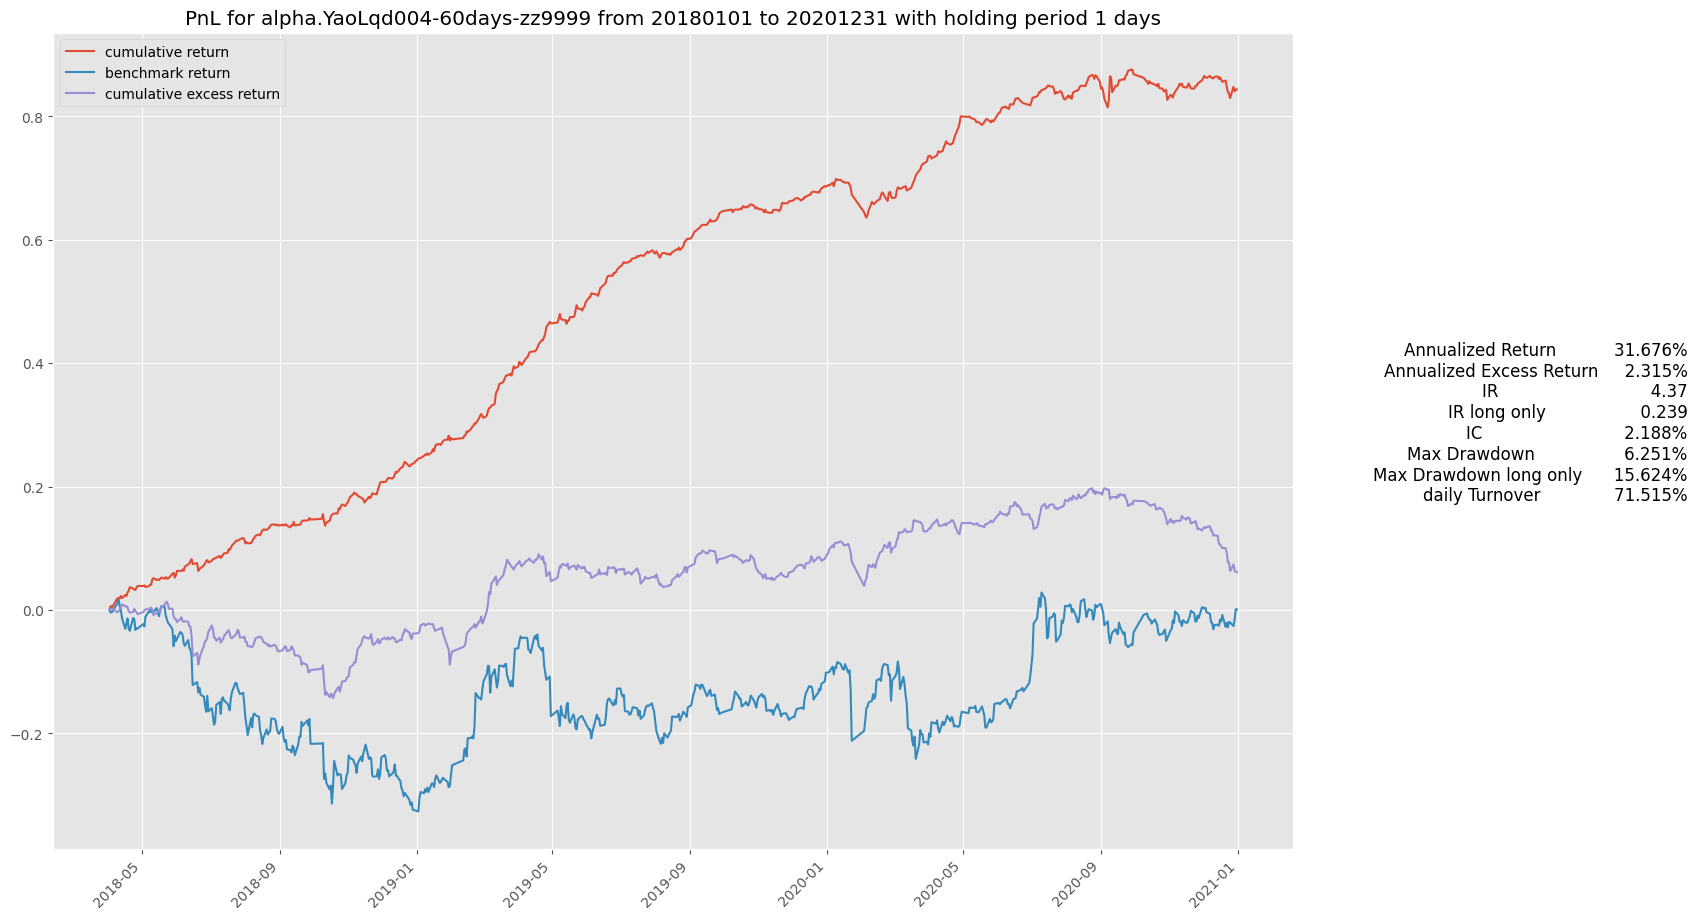 PnL for alpha.YaoLqd004-60days-zz9999 from 20180101 to 20201231 with holding period 1 days
cumulative return
benchmark return
cumulative excess return
0.8
0.6
0.4
0.2
0.0
−0.2
2018-05
2018-09
2019-01
2019-05
2019-09
2020-01
2020-05
2020-09
2021-01
Annualized Return 31.676%
Annualized Excess Return 2.315%
IR 4.37
IR long only 0.239
IC 2.188%
Max Drawdown 6.251%
Max Drawdown long only 15.624%
daily Turnover 71.515%